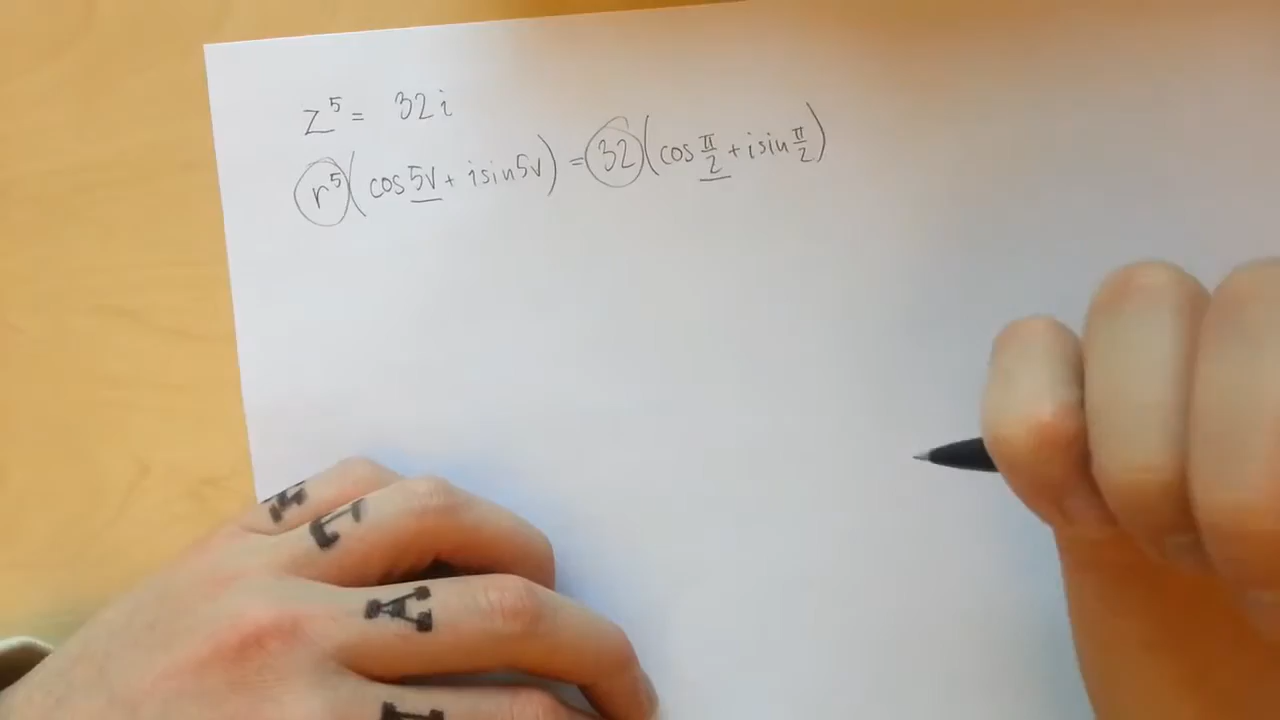 z⁵ = 32i
r⁵(cos 5v + i sin 5v) = 32(cos π/2 + i sin π/2)
A